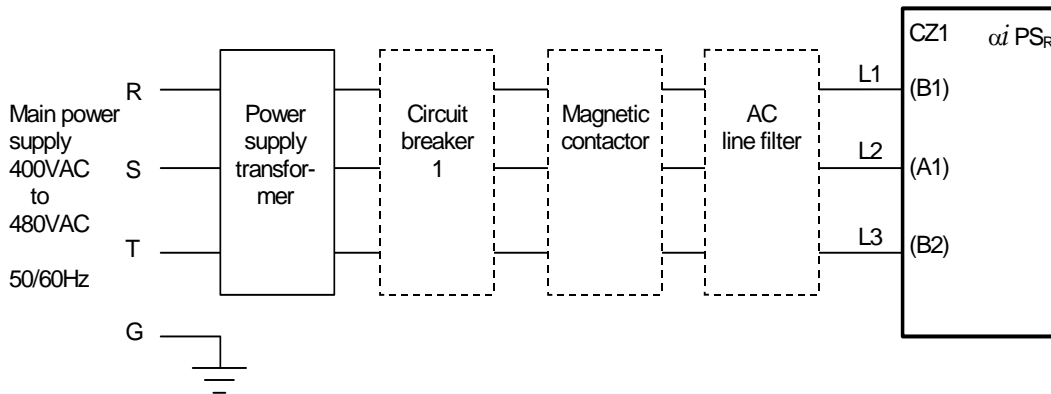 CZ1
αi PSR
R
L1
(B1)
Main power
supply
400VAC
to
480VAC
50/60Hz
Power
supply
transfor-
mer
Circuit
breaker
1
Magnetic
contactor
AC
line filter
S
L2
(A1)
T
L3
(B2)
G